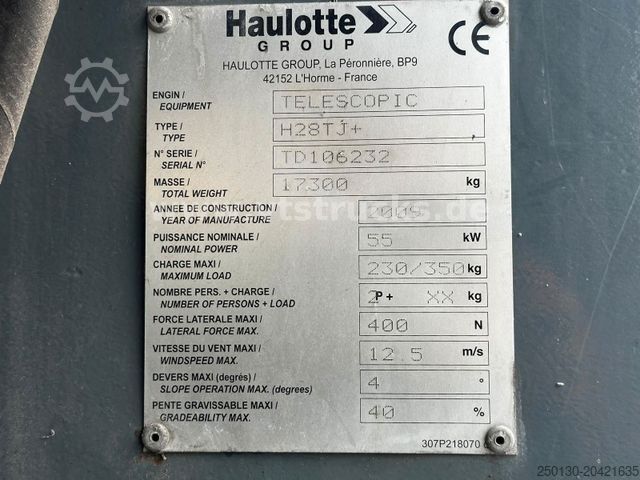 Haulotte
GROUP
CE
HAULOTTE GROUP, La Péronnière, BP9
42152 L'Horme - France
ENGIN / EQUIPMENT TELESCOPIC
TYPE / TYPE H28TJ+
N° SERIE / SERIAL N° TD106232
MASSE / TOTAL WEIGHT 17300 kg
ANNEE DE CONSTRUCTION / YEAR OF MANUFACTURE 2009
PUISSANCE NOMINALE / NOMINAL POWER 55 kW
CHARGE MAXI / MAXIMUM LOAD 230/350 kg
NOMBRE PERS. + CHARGE / NUMBER OF PERSONS + LOAD 2 P + XX kg
FORCE LATERALE MAXI / LATERAL FORCE MAX. 400 N
VITESSE DU VENT MAXI / WINDSPEED MAX. 12.5 m/s
DEVERS MAXI (degrés) / SLOPE OPERATION MAX. (degrees) 4 °
PENTE GRAVISSABLE MAXI / GRADEABILITY MAX. 40 %
307P218070
250130-20421635